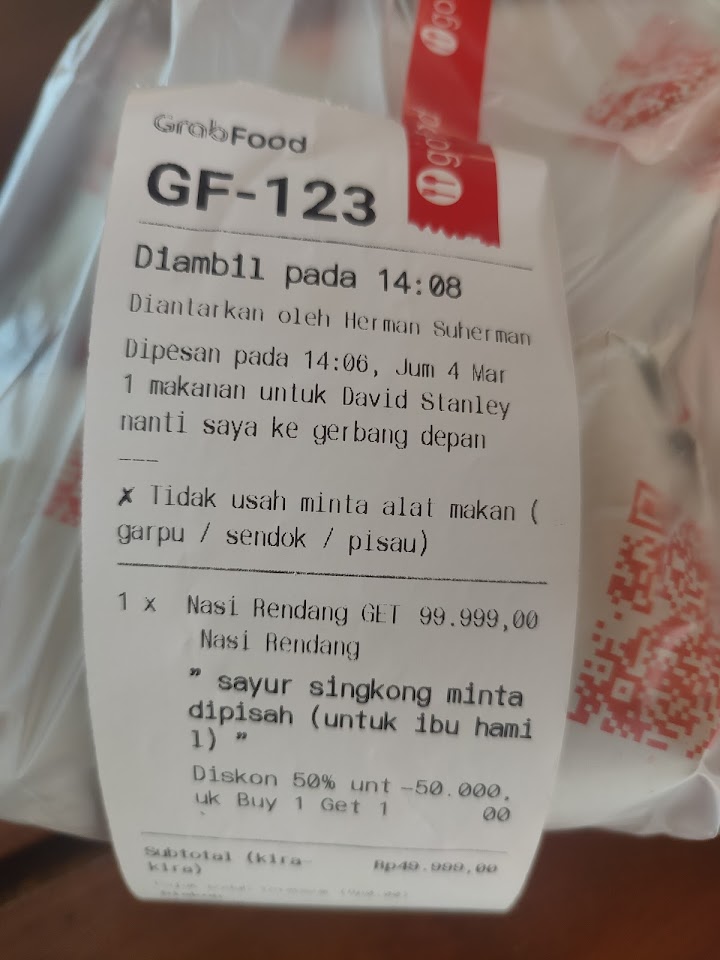 GrabFood
GF-123
Diambil pada 14:08
Diantarkan oleh Herman Suherman
Dipesan pada 14:06, Jum 4 Mar
1 makanan untuk David Stanley
nanti saya ke gerbang depan
---
✗ Tidak usah minta alat makan (
garpu / sendok / pisau)
1 x Nasi Rendang GET 99.999,00
Nasi Rendang
" sayur singkong minta
dipisah (untuk ibu hami
l) "
Diskon 50% unt -50.000,
uk Buy 1 Get 1 00
Subtotal (kira- Rp49.999,00
kira)